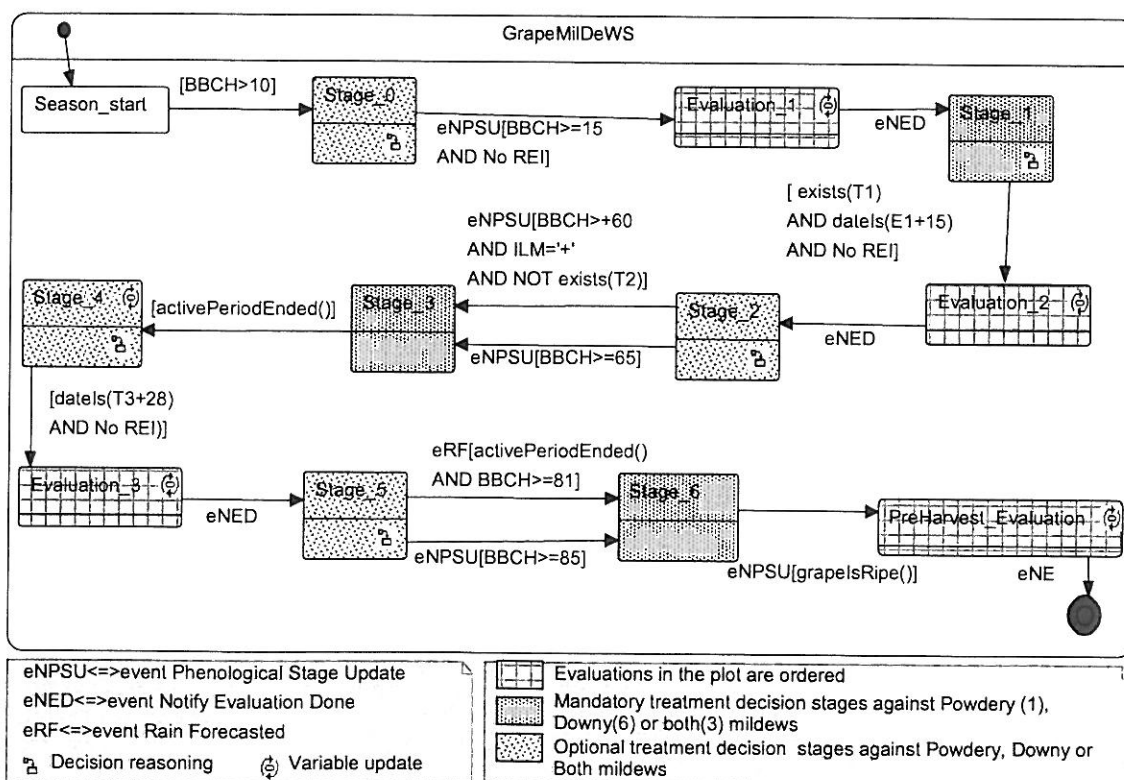 GrapeMilDeWS
Season_start
[BBCH>10]
Stage_0
eNPSU[BBCH>=15
AND No REI]
Evaluation_1
eNED
Stage_1
[ exists(T1)
AND dateIs(E1+15)
AND No REI]
Evaluation_2
eNED
Stage_2
eNPSU[BBCH>+60
AND ILM='+'
AND NOT exists(T2)]
eNPSU[BBCH>=65]
Stage_3
[activePeriodEnded()]
Stage_4
[dateIs(T3+28)
AND No REI)]
Evaluation_3
eNED
Stage_5
eRF[activePeriodEnded()
AND BBCH>=81]
eNPSU[BBCH>=85]
Stage_6
eNPSU[grapeIsRipe()]
PreHarvest_Evaluation
eNE
eNPSU<=>event Phenological Stage Update
eNED<=>event Notify Evaluation Done
eRF<=>event Rain Forecasted
Decision reasoning
Variable update
Evaluations in the plot are ordered
Mandatory treatment decision stages against Powdery (1),
Downy(6) or both(3) mildews
Optional treatment decision stages against Powdery, Downy or
Both mildews